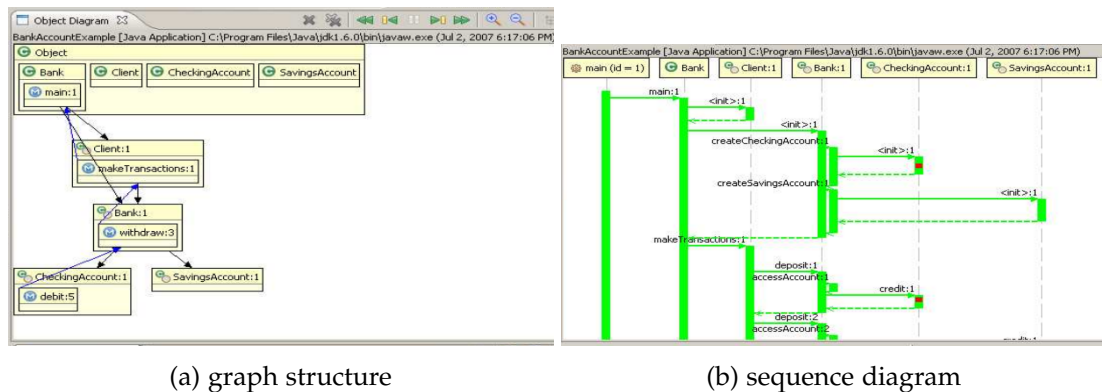 Object Diagram
BankAccountExample [Java Application] C:\Program Files\Java\jdk1.6.0\bin\javaw.exe (Jul 2, 2007 6:17:06 PM)
Object
Bank
Client
CheckingAccount
SavingsAccount
main:1
Client:1
makeTransactions:1
Bank:1
withdraw:3
CheckingAccount:1
SavingsAccount:1
debit:5
(a) graph structure
BankAccountExample [Java Application] C:\Program Files\Java\jdk1.6.0\bin\javaw.exe (Jul 2, 2007 6:17:06 PM)
main (id = 1)
Bank
Client:1
Bank:1
CheckingAccount:1
SavingsAccount:1
main:1
<init>:1
<init>:1
createCheckingAccount:1
<init>:1
createSavingsAccount:1
<init>:1
makeTransactions:1
deposit:1
accessAccount:1
credit:1
deposit:2
accessAccount:2
(b) sequence diagram